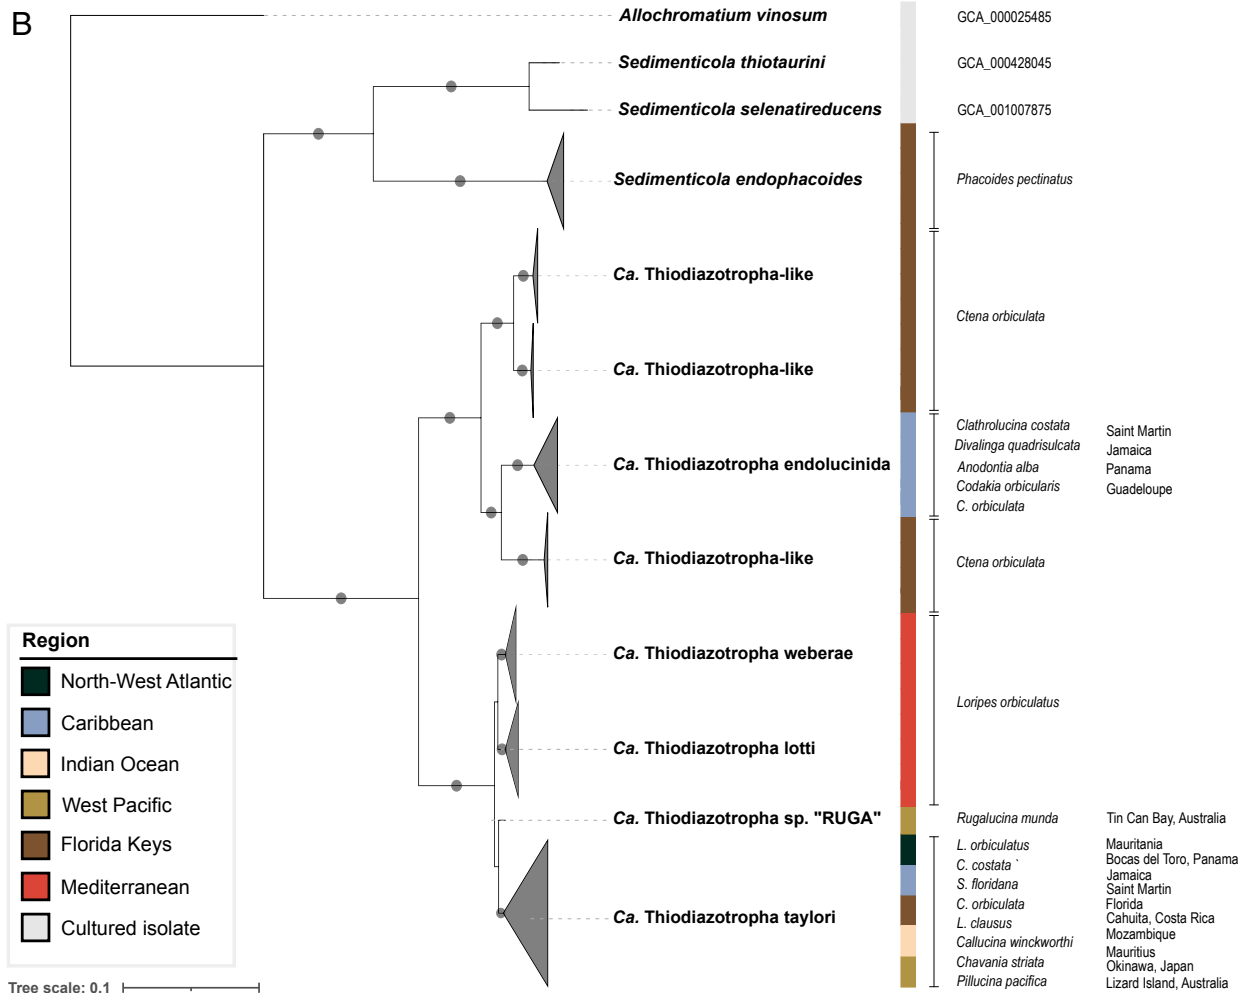 B
Allochromatium vinosum GCA_000025485
Sedimenticola thiotaurini GCA_000428045
Sedimenticola selenatireducens GCA_001007875
Sedimenticola endophacoides Phacoides pectinatus
Ca. Thiodiazotropha-like
Ctena orbiculata
Ca. Thiodiazotropha-like
Clathrolucina costata Saint Martin
Divalinga quadrisulcata Jamaica
Ca. Thiodiazotropha endolucinida Anodontia alba Panama
Codakia orbicularis Guadeloupe
C. orbiculata
Ca. Thiodiazotropha-like Ctena orbiculata
Ca. Thiodiazotropha weberae
Loripes orbiculatus
Ca. Thiodiazotropha lotti
Ca. Thiodiazotropha sp. "RUGA" Rugalucina munda Tin Can Bay, Australia
L. orbiculatus Mauritania
Bocas del Toro, Panama
C. costata `
Jamaica
S. floridana Saint Martin
C. orbiculata Florida
Ca. Thiodiazotropha taylori L. clausus Cahuita, Costa Rica
Callucina winckworthi Mozambique
Mauritius
Chavania striata Okinawa, Japan
Pillucina pacifica Lizard Island, Australia
Region
North-West Atlantic
Caribbean
Indian Ocean
West Pacific
Florida Keys
Mediterranean
Cultured isolate
Tree scale: 0.1